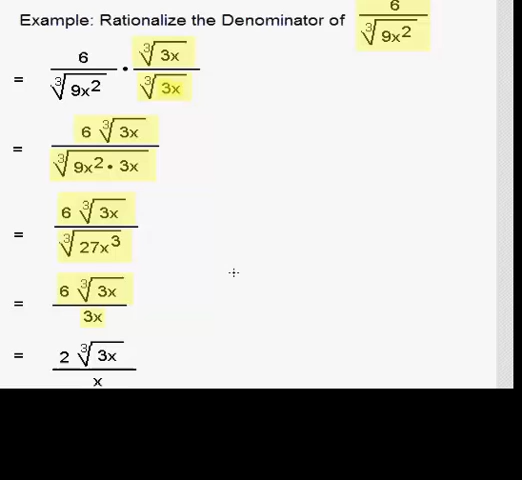 Example: Rationalize the Denominator of 6/∛9x²
= 6/∛9x² • ∛3x/∛3x
= 6 ∛3x/∛9x² • 3x
= 6 ∛3x/∛27x³
= 6 ∛3x/3x
= 2 ∛3x/x